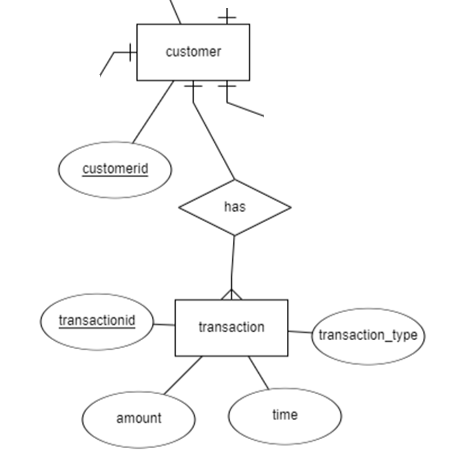 customer
customerid
has
transactionid
transaction
transaction_type
amount
time